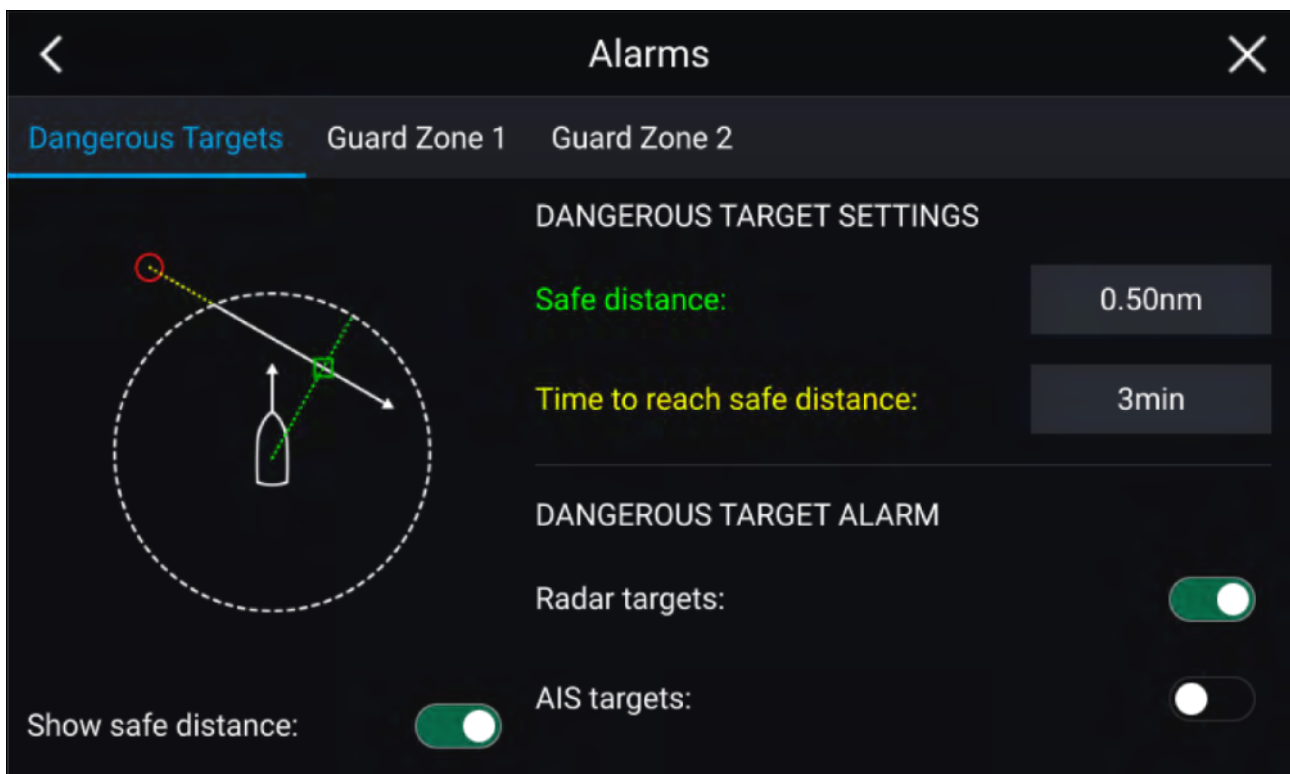 Alarms
Dangerous Targets Guard Zone 1 Guard Zone 2
DANGEROUS TARGET SETTINGS
Safe distance: 0.50nm
Time to reach safe distance: 3min
DANGEROUS TARGET ALARM
Radar targets:
AIS targets:
Show safe distance: